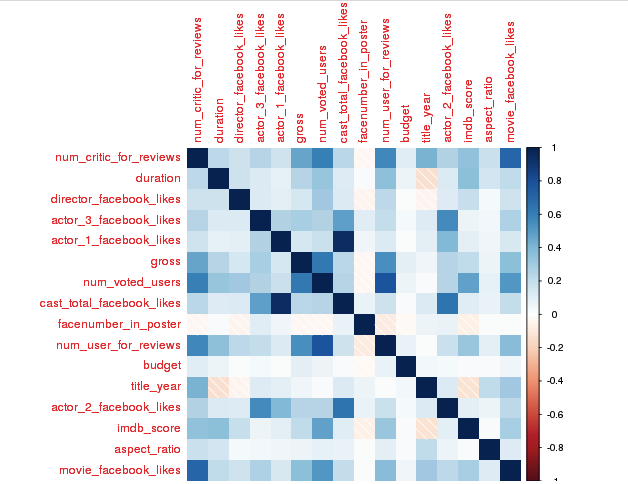 num_critic_for_reviews
duration
director_facebook_likes
actor_3_facebook_likes
actor_1_facebook_likes
gross
num_voted_users
cast_total_facebook_likes
facenumber_in_poster
num_user_for_reviews
budget
title_year
actor_2_facebook_likes
imdb_score
aspect_ratio
movie_facebook_likes
num_critic_for_reviews
duration
director_facebook_likes
actor_3_facebook_likes
actor_1_facebook_likes
gross
num_voted_users
cast_total_facebook_likes
facenumber_in_poster
num_user_for_reviews
budget
title_year
actor_2_facebook_likes
imdb_score
aspect_ratio
movie_facebook_likes
1
0.8
0.6
0.4
0.2
0
-0.2
-0.4
-0.6
-0.8